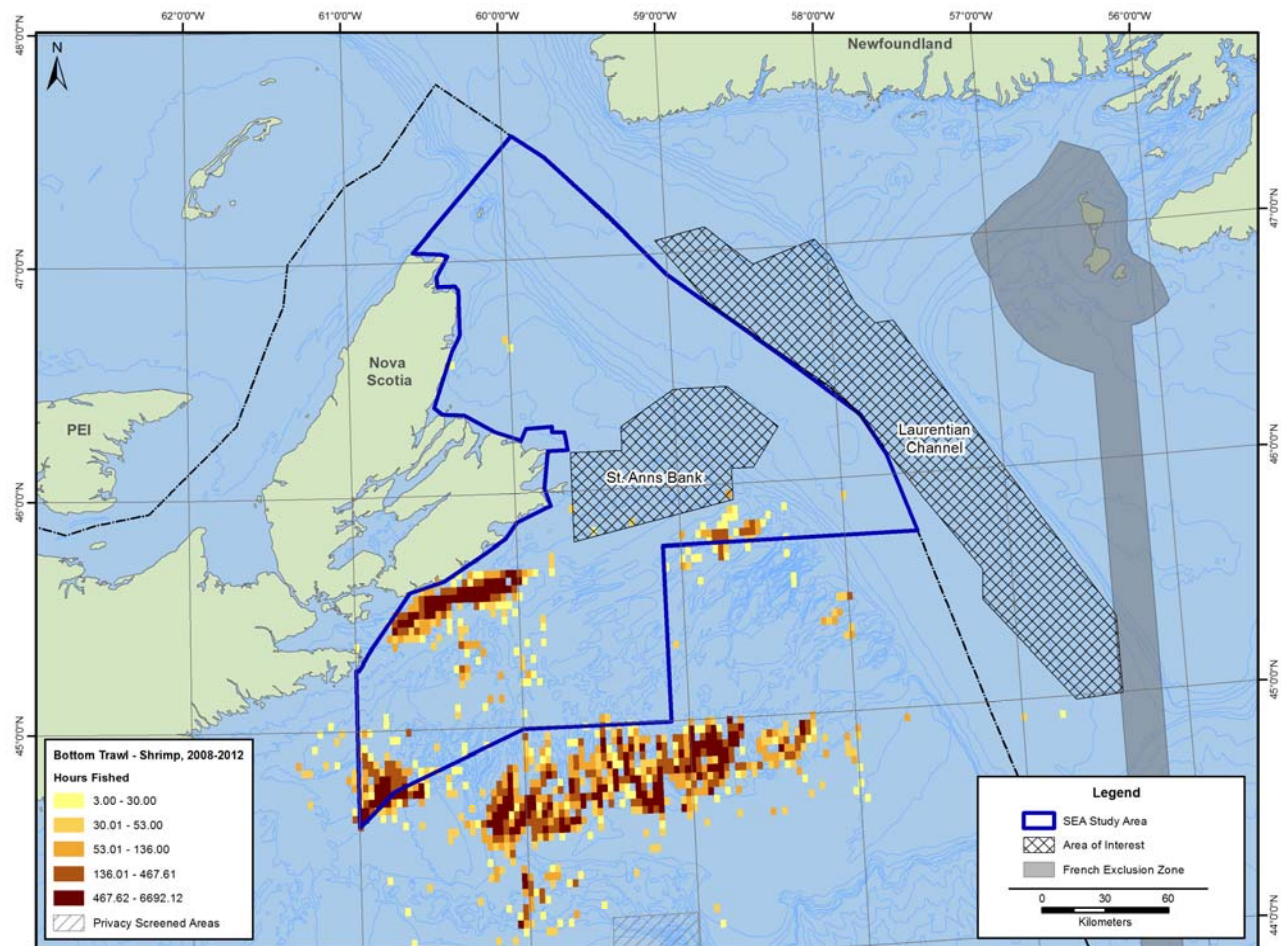 62°0'0"W
61°0'0"W
60°0'0"W
59°0'0"W
58°0'0"W
57°0'0"W
56°0'0"W
48°0'0"N
N
Newfoundland
47°0'0"N
47°0'0"N
Nova
Scotia
PEI
Laurentian
Channel
St. Anns Bank
46°0'0"N
46°0'0"N
45°0'0"N
45°0'0"N
44°0'0"N
Bottom Trawl - Shrimp, 2008-2012
Hours Fished
3.00 - 30.00
30.01 - 53.00
53.01 - 136.00
136.01 - 467.61
467.62 - 6692.12
Privacy Screened Areas
Legend
SEA Study Area
Area of Interest
French Exclusion Zone
0 30 60
Kilometers